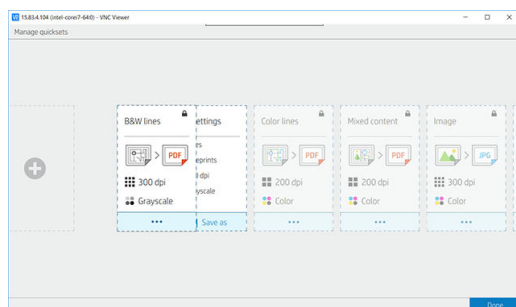 15.83.4.104 (intel-corei7-64:0) - VNC Viewer
Manage quicksets
B&W lines
PDF
300 dpi
Grayscale
...
ettings
es
eprints
dpi
yscale
Save as
Color lines
PDF
200 dpi
Color
...
Mixed content
PDF
200 dpi
Color
...
Image
JPG
300 dpi
Color
...
Done